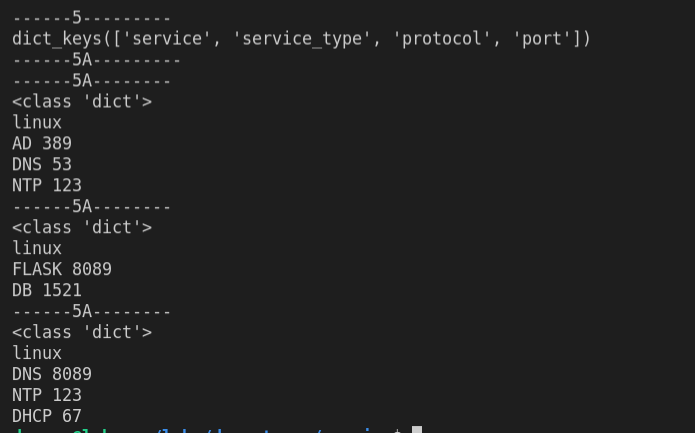 ------5---------
dict_keys(['service', 'service_type', 'protocol', 'port'])
------5A---------
------5A--------
<class 'dict'>
linux
AD 389
DNS 53
NTP 123
------5A--------
<class 'dict'>
linux
FLASK 8089
DB 1521
------5A--------
<class 'dict'>
linux
DNS 8089
NTP 123
DHCP 67